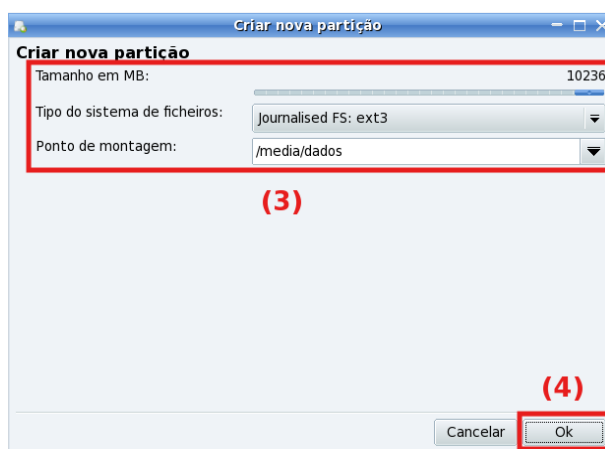 Criar nova partição
Criar nova partição
Tamanho em MB: 10236
Tipo do sistema de ficheiros: Journalised FS: ext3
Ponto de montagem: /media/dados
(3)
(4)
Cancelar Ok